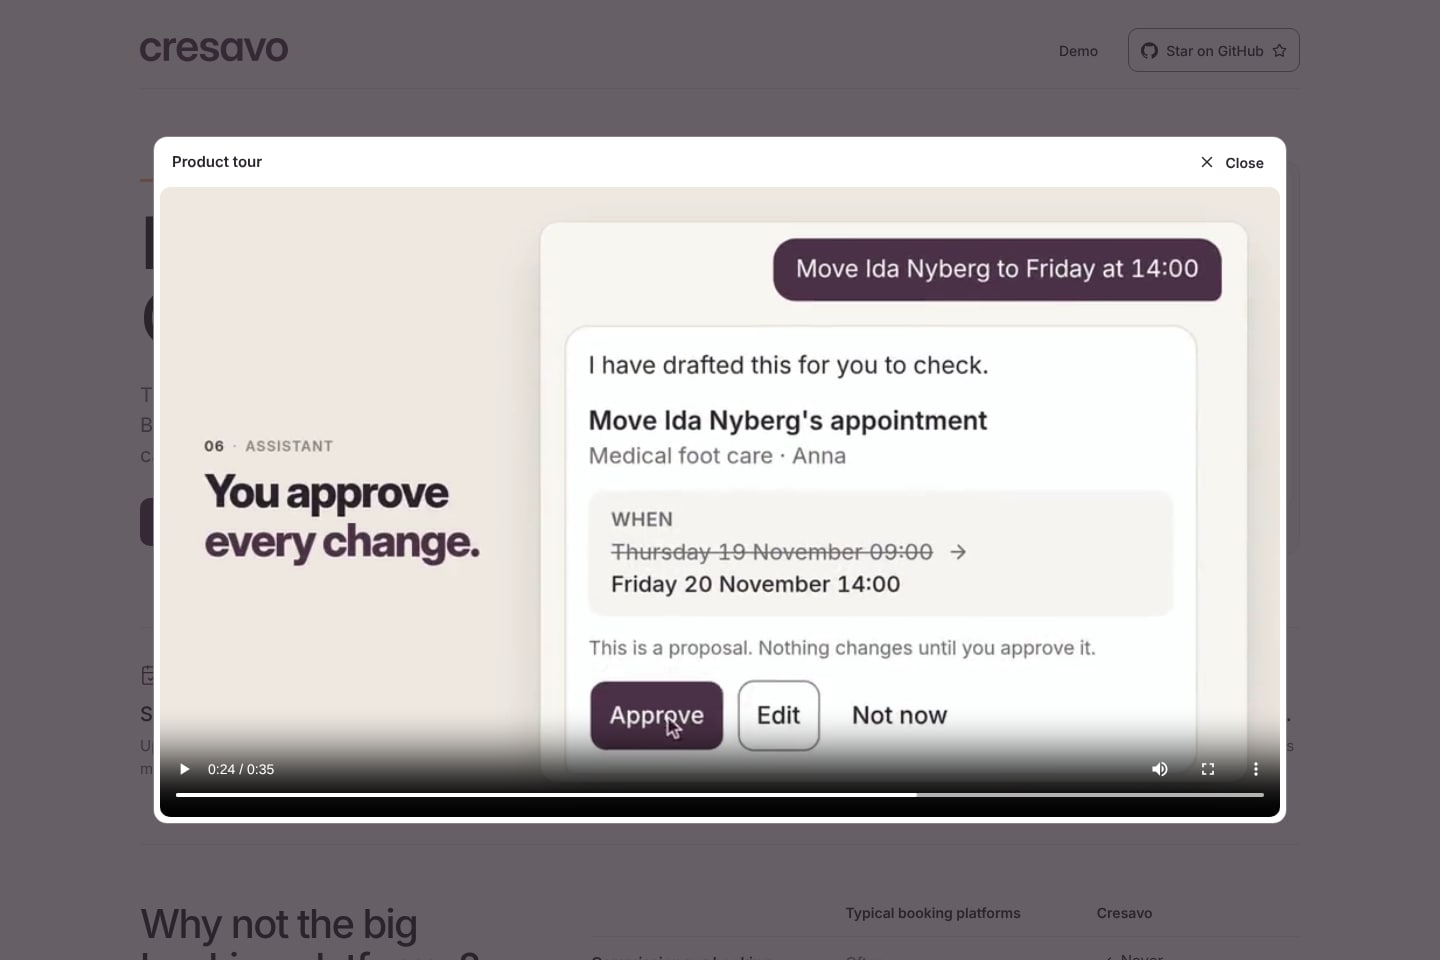 cresavo
Demo
Star on GitHub
Product tour
Close
Move Ida Nyberg to Friday at 14:00
I have drafted this for you to check.
Move Ida Nyberg's appointment
Medical foot care · Anna
06 · ASSISTANT
You approve
every change.
WHEN
Thursday 19 November 09:00 →
Friday 20 November 14:00
This is a proposal. Nothing changes until you approve it.
Approve
Edit
Not now
0:24 / 0:35
Why not the big
Typical booking platforms
Cresavo
Never